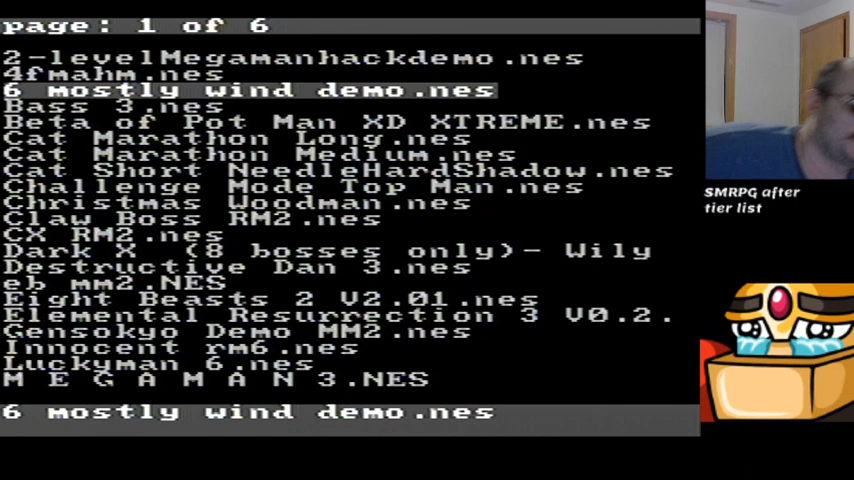 page: 1 of 6
2-levelMegamanhackdemo.nes
4fmahm.nes
6 mostly wind demo.nes
Bass 3.nes
Beta of Pot Man XD XTREME.nes
Cat Marathon Long.nes
Cat Marathon Medium.nes
Cat Short NeedleHardShadow.nes
Challenge Mode Top Man.nes
Christmas Woodman.nes
Claw Boss RM2.nes
CX RM2.nes
Dark X (8 bosses only)- Wily
Destructive Dan 3.nes
eb mm2.NES
Eight Beasts 2 V2.01.nes
Elemental Resurrection 3 V0.2.
Gensokyo Demo MM2.nes
Innocent rm6.nes
Luckyman 6.nes
M E G A M A N 3.NES
6 mostly wind demo.nes
SMRPG after
tier list